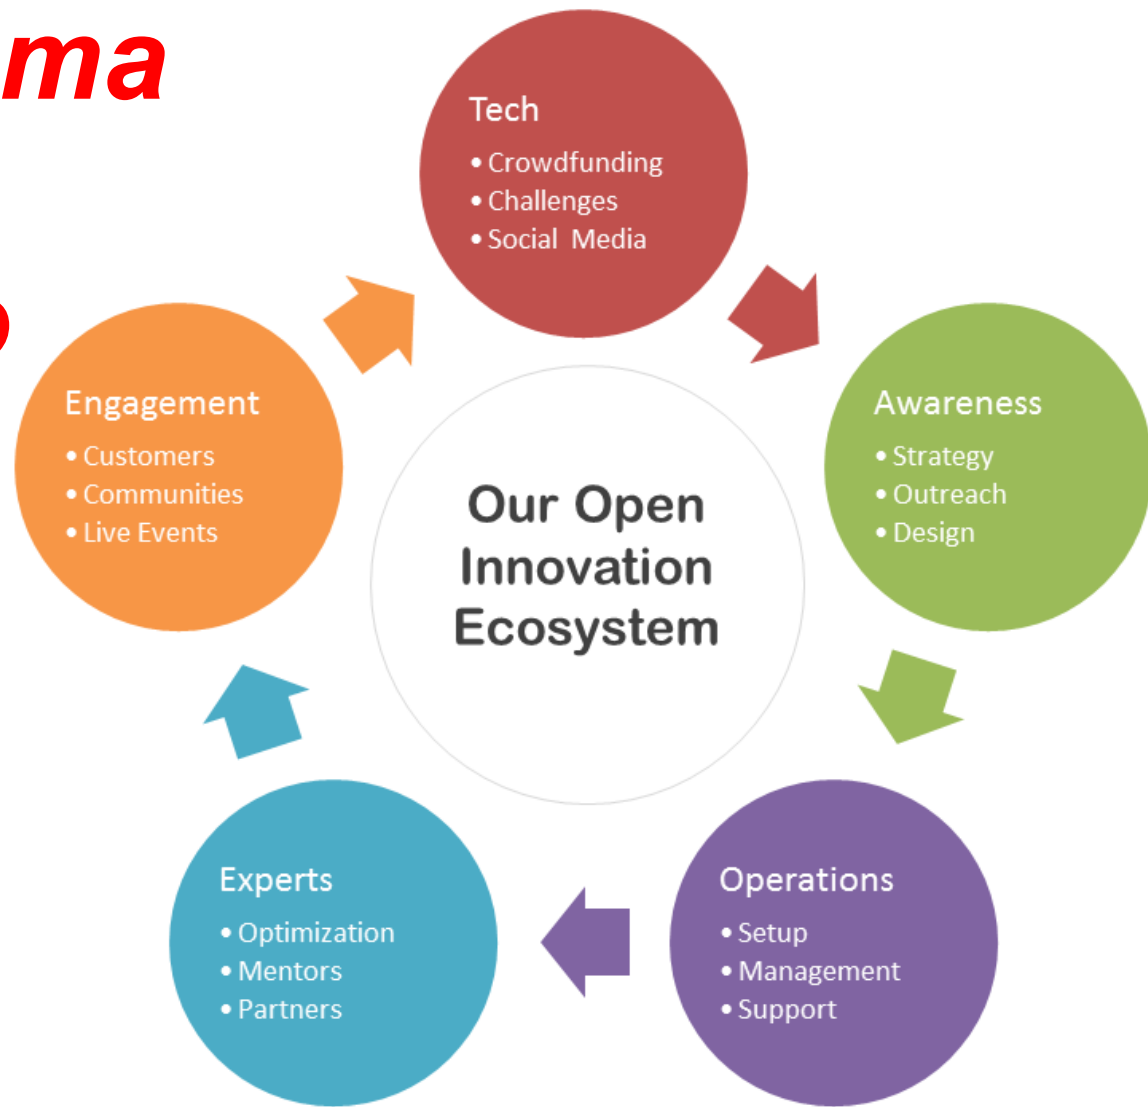 ma
Tech
• Crowdfunding
• Challenges
• Social Media
Engagement
• Customers
• Communities
• Live Events
Awareness
• Strategy
• Outreach
• Design
Our Open
Innovation
Ecosystem
Experts
• Optimization
• Mentors
• Partners
Operations
• Setup
• Management
• Support